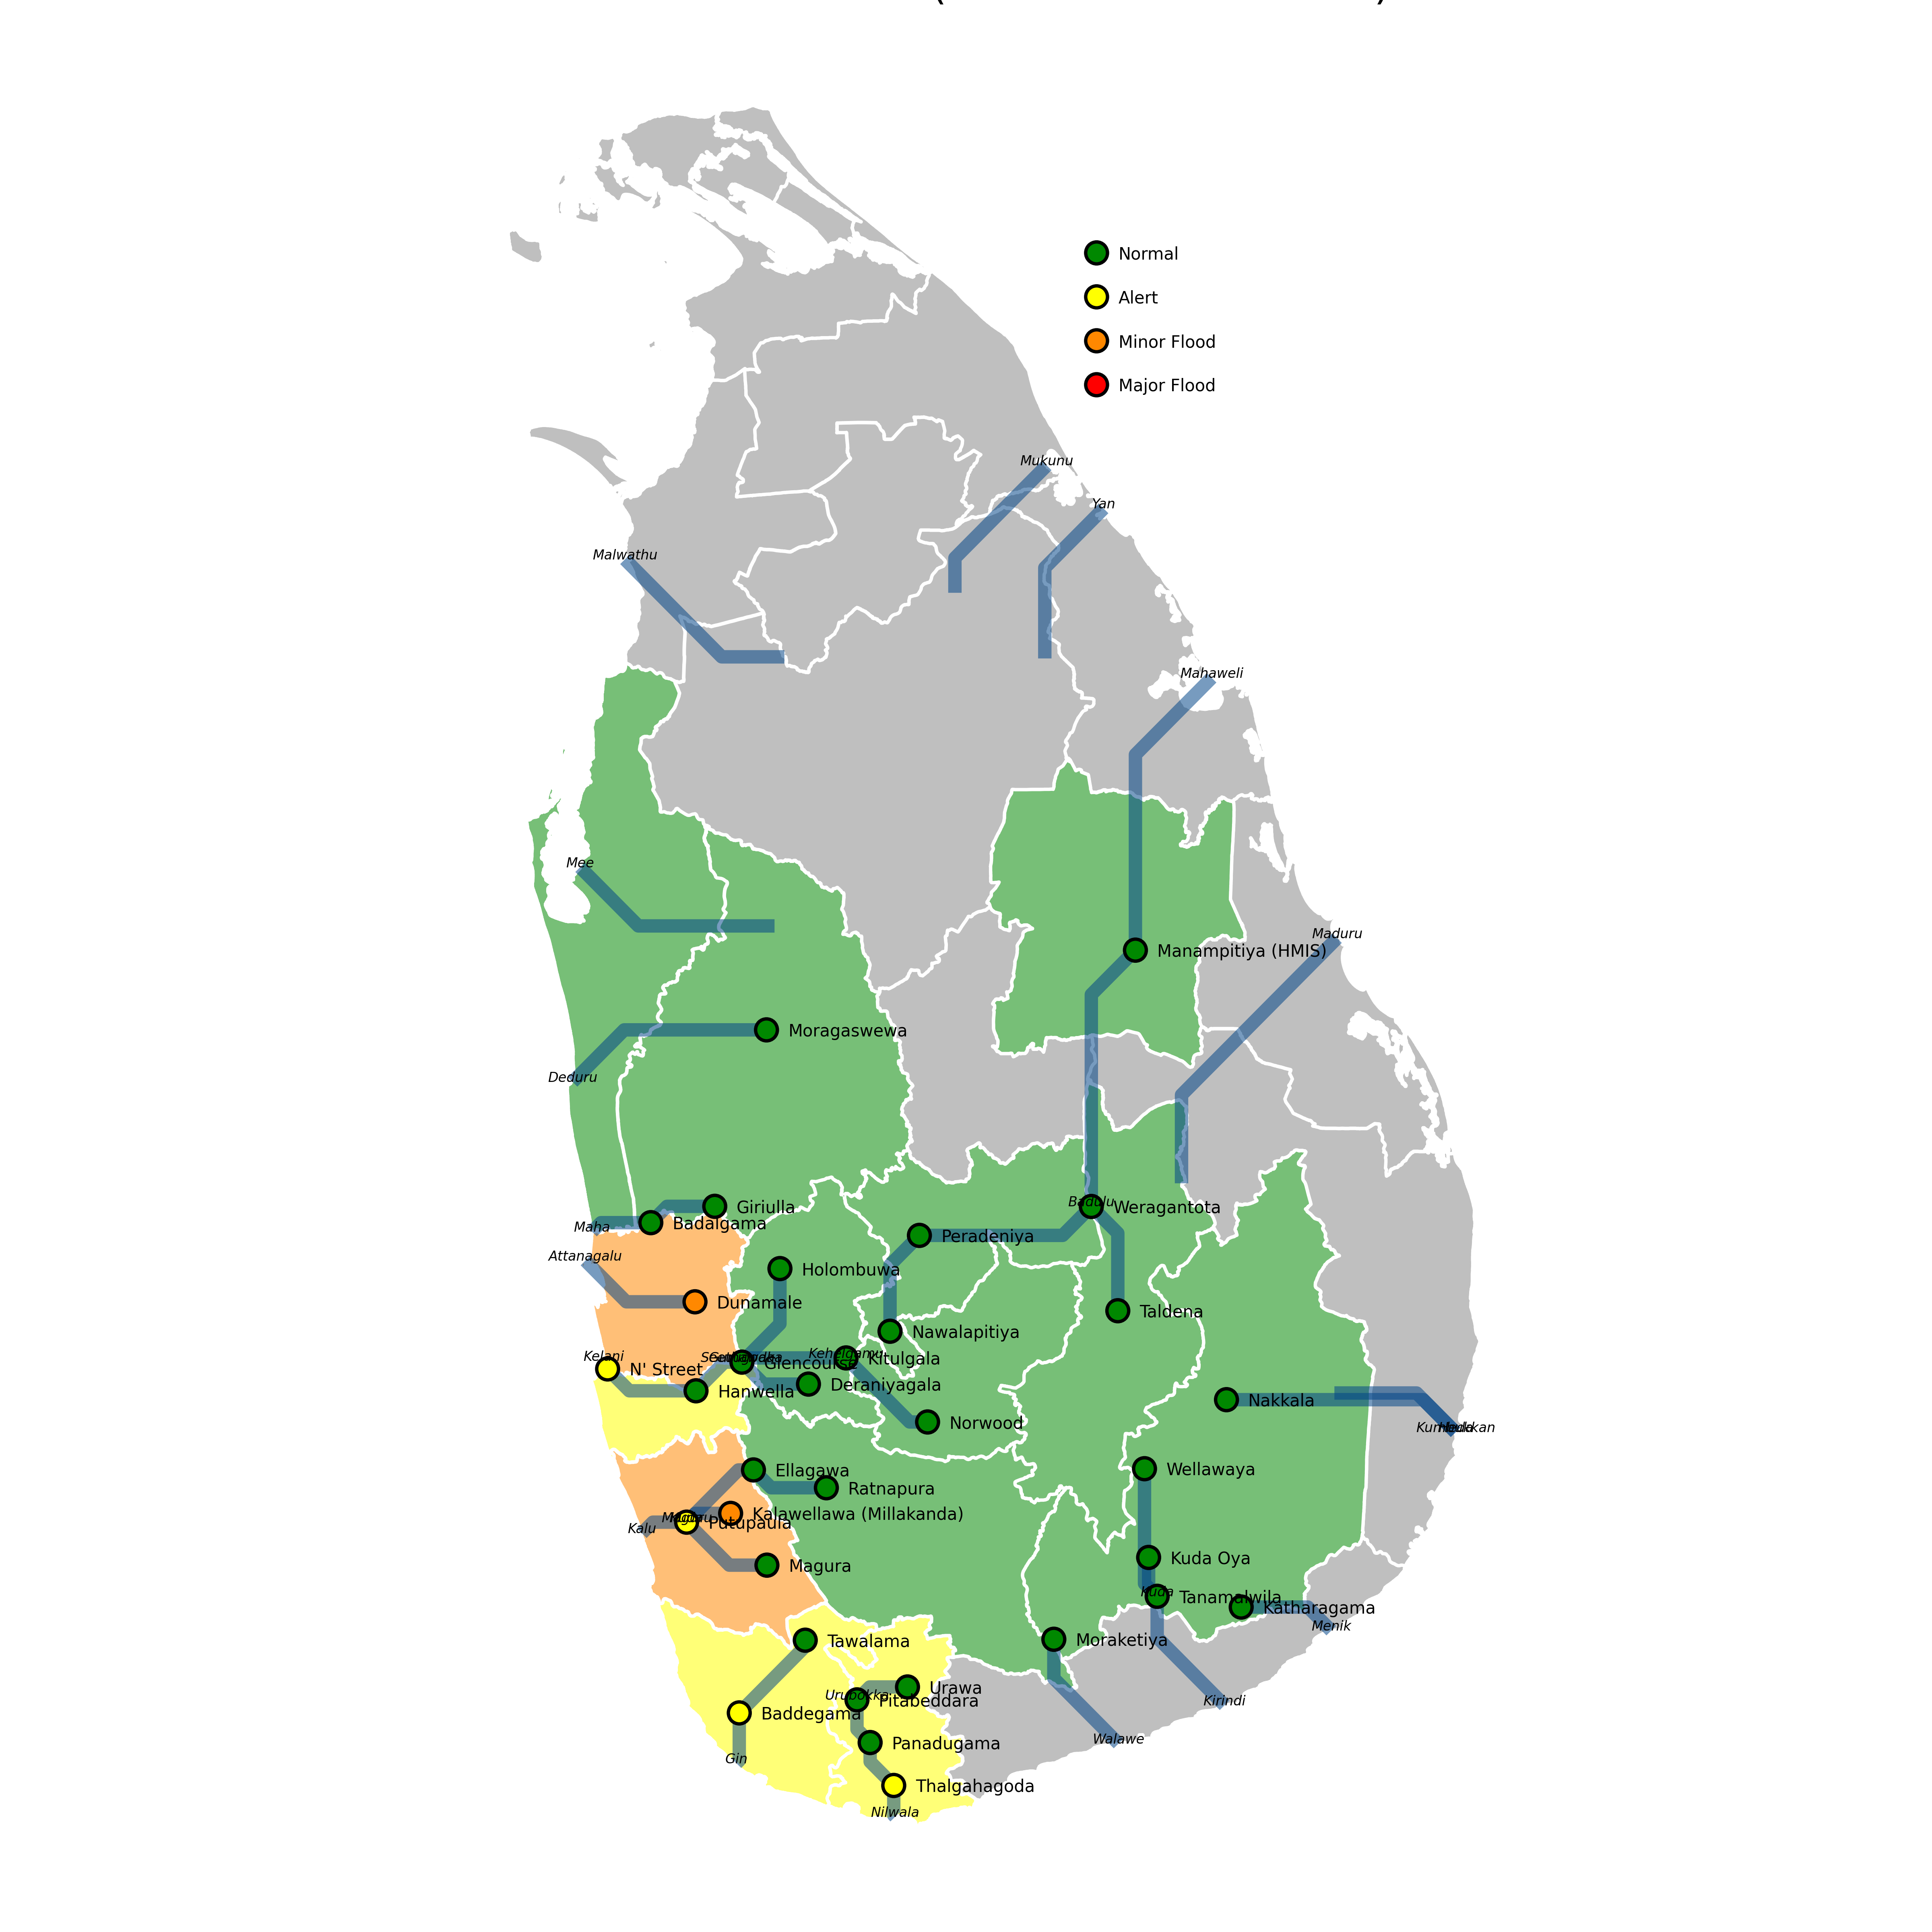 Normal
Alert
Minor Flood
Major Flood
Mukunu
Yan
Malwathu
Mahaweli
Mee
Maduru
Manampitiya (HMIS)
Moragaswewa
Deduru
Badulu
Weragantota
Giriulla
Badalgama
Maha
Peradeniya
Attanagalu
Holombuwa
Dunamale
Taldena
Nawalapitiya
Kelani
N' Street
Glencourse
Kehelgamu
Kitulgala
Deraniyagala
Hanwella
Nakkala
Norwood
Wellawaya
Ellagawa
Ratnapura
Kalawellawa (Millakanda)
Putupaula
Kalu
Kuda Oya
Magura
Kuda
Tanamalwila
Katharagama
Menik
Tawalama
Moraketiya
Urawa
Urubokka
Pitabeddara
Kirindi
Baddegama
Walawe
Panadugama
Gin
Thalgahagoda
Nilwala